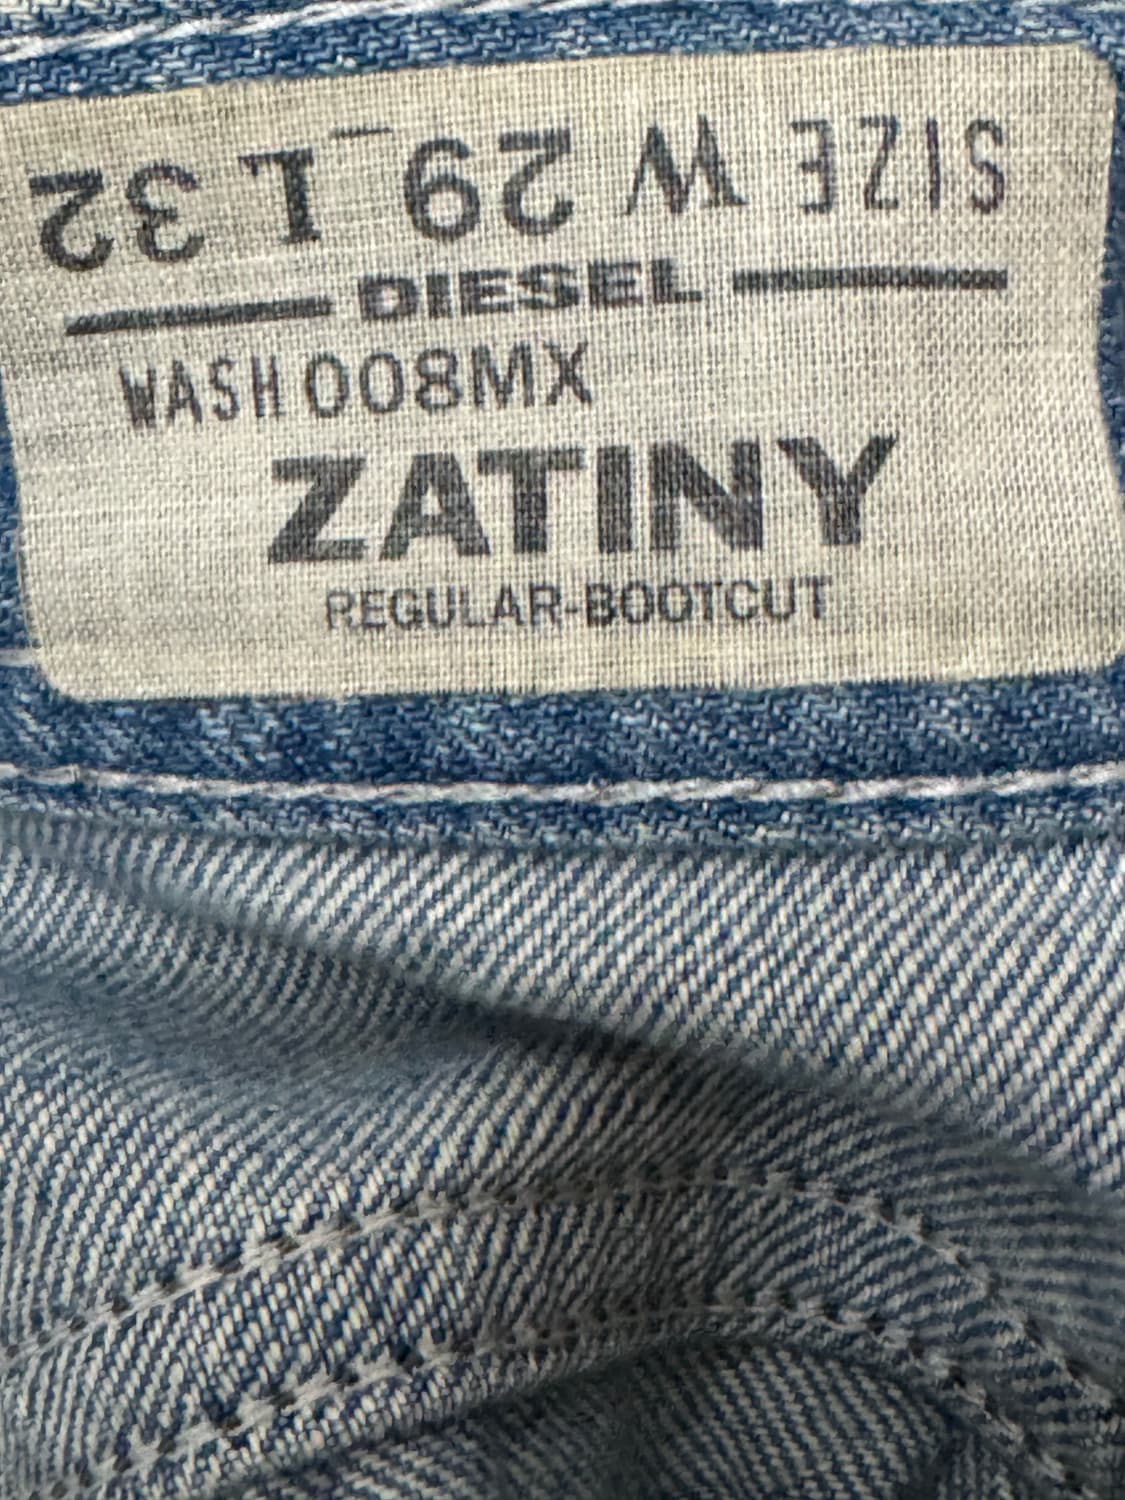 SIZE W 29 L 32
DIESEL
WASH 008MX
ZATINY
REGULAR-BOOTCUT